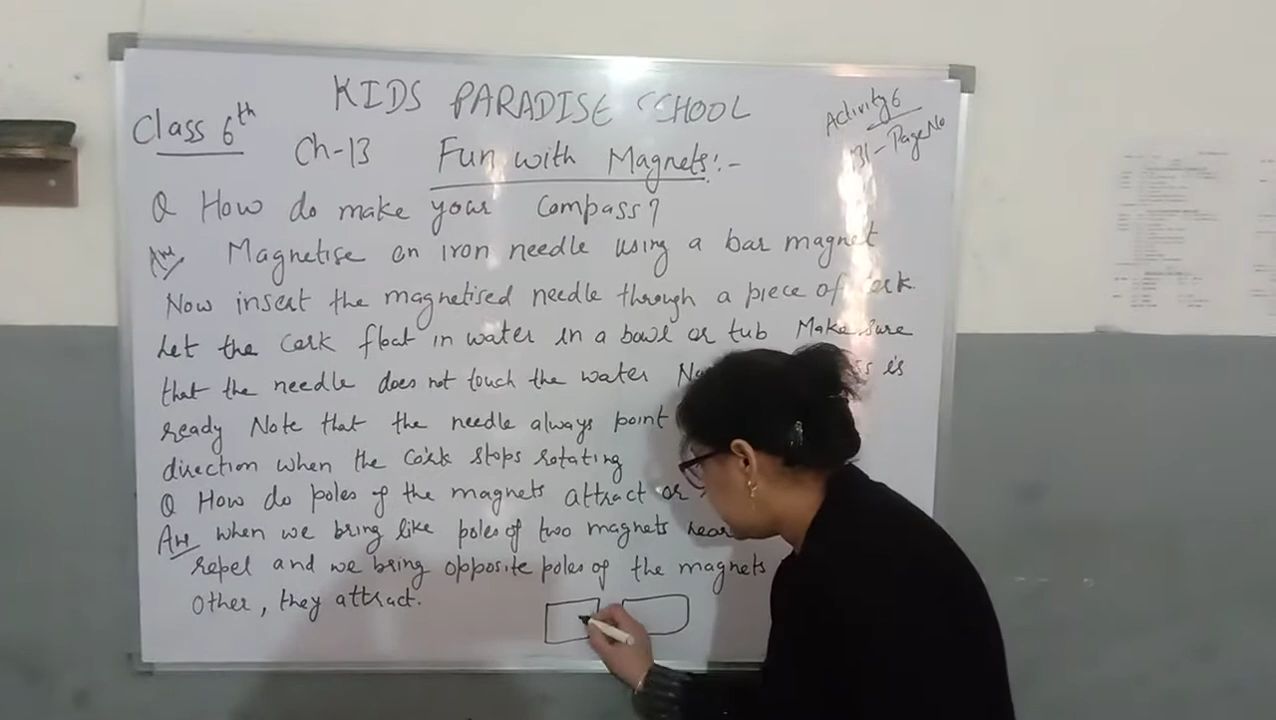 KIDS PARADISE SCHOOL
Class 6th
Activity 6
131 - Page No
Ch-13 Fun with Magnets:-
Q How do make your Compass?
Ans Magnetise an iron needle using a bar magnet
Now insert the magnetised needle through a piece of cork.
Let the cork float in water in a bowl or tub Make sure
that the needle does not touch the water is
ready Note that the needle always point
direction when the cork stops rotating
Q How do poles of the magnets attract or
Ans when we bring like poles of two magnets near
repel and we bring opposite poles of the magnets
Other, they attract.